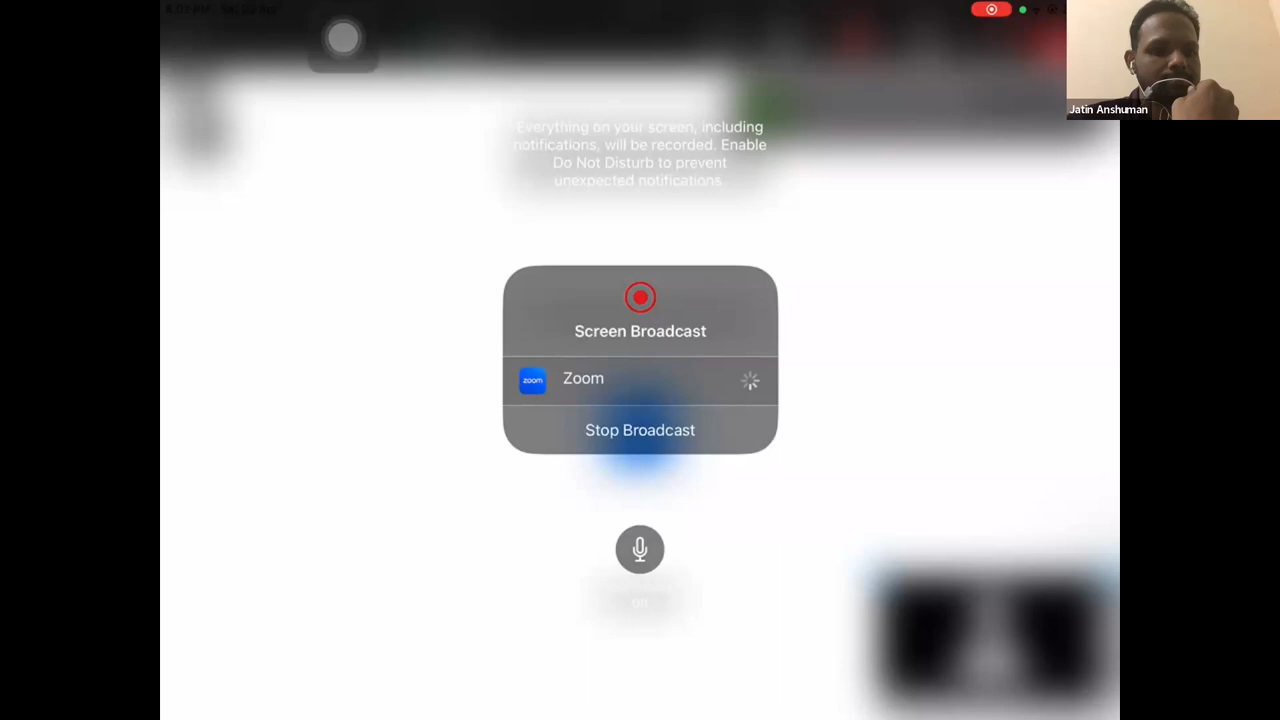 Jatin Anshuman
Everything on your screen, including
notifications, will be recorded. Enable
Do Not Disturb to prevent
unexpected notifications.
Screen Broadcast
zoom
Zoom
Stop Broadcast